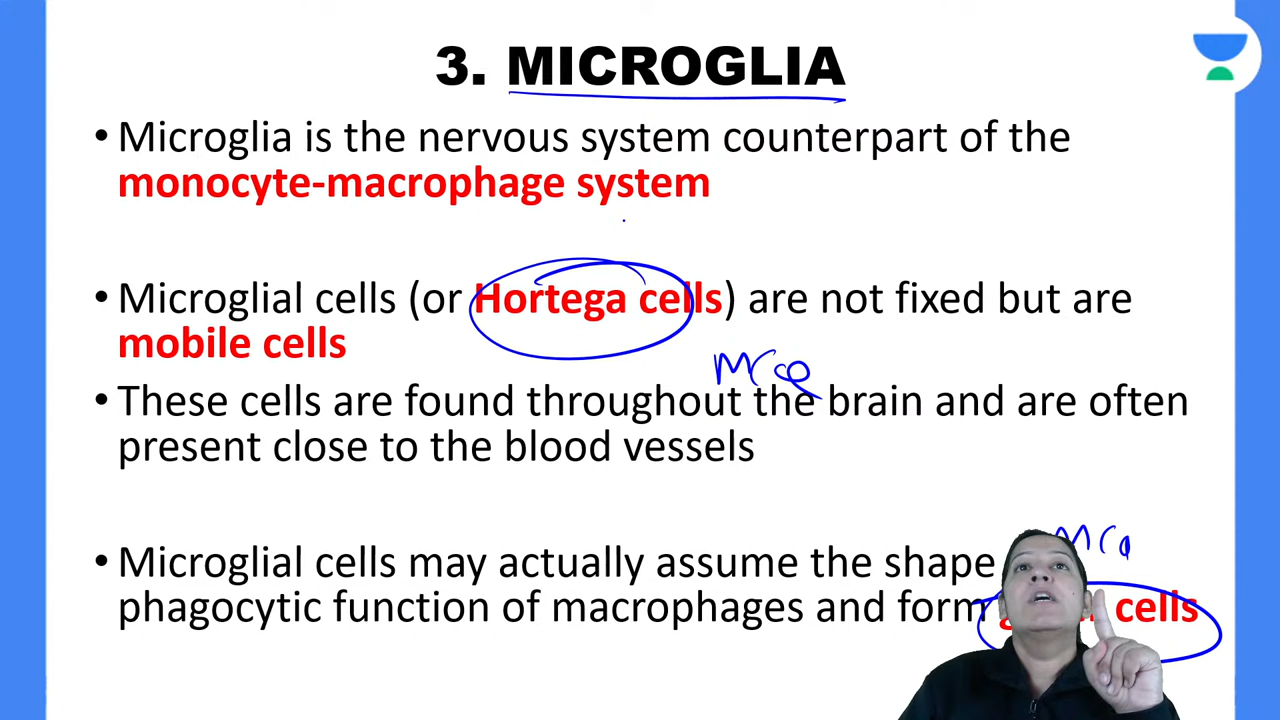 3. MICROGLIA
• Microglia is the nervous system counterpart of the
monocyte-macrophage system
• Microglial cells (or Hortega cells) are not fixed but are
mobile cells
MCQ
• These cells are found throughout the brain and are often
present close to the blood vessels
MCQ
• Microglial cells may actually assume the shape
phagocytic function of macrophages and form cells